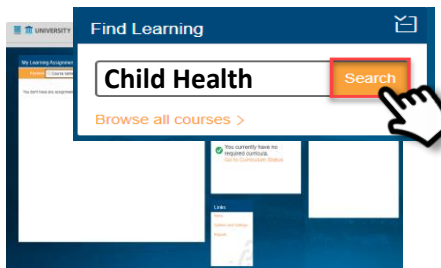 UNIVERSITY
Find Learning
Child Health
Search
Browse all courses >
My Learning Assignments
You don't have any assignments
You currently have no
required curricula.
Go to Curriculum Status
Links
News